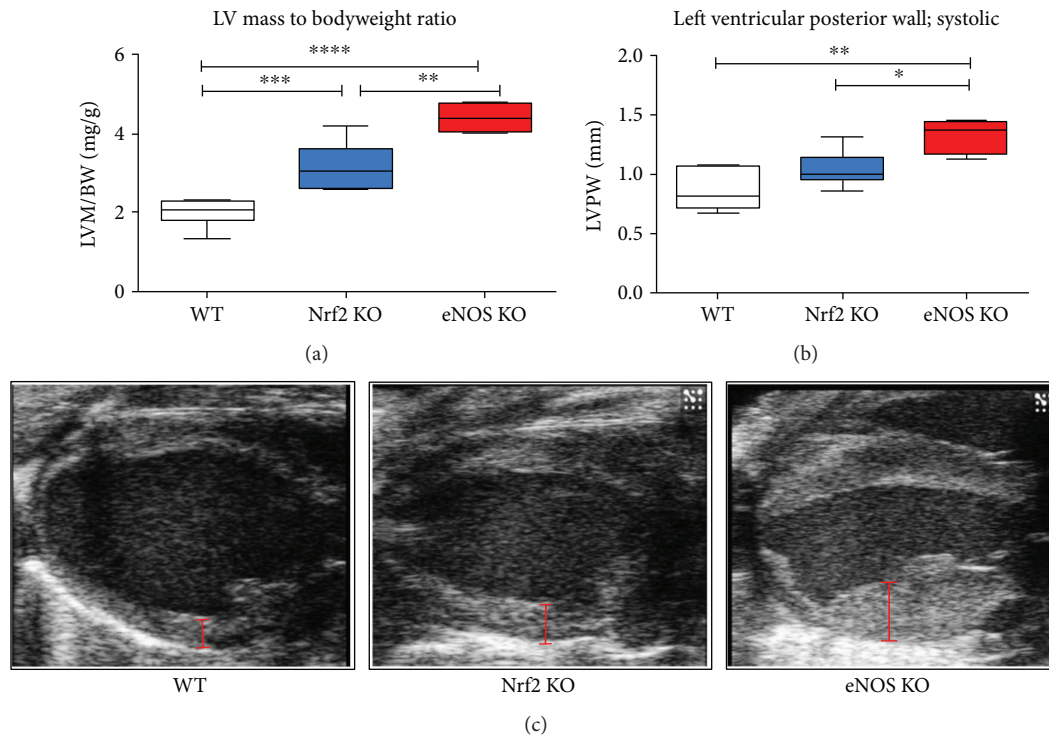 LV mass to bodyweight ratio
LVM/BW (mg/g)
6
4
2
0
****
***
**
WT
Nrf2 KO
eNOS KO
(a)
Left ventricular posterior wall; systolic
LVPW (mm)
2.0
1.5
1.0
0.5
0.0
**
*
WT
Nrf2 KO
eNOS KO
(b)
WT
Nrf2 KO
eNOS KO
(c)